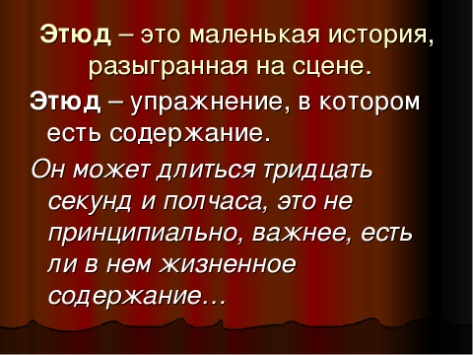 Этюд – это маленькая история,
разыгранная на сцене.
Этюд – упражнение, в котором
есть содержание.
Он может длиться тридцать
секунд и полчаса, это не
принципиально, важнее, есть
ли в нем жизненное
содержание…